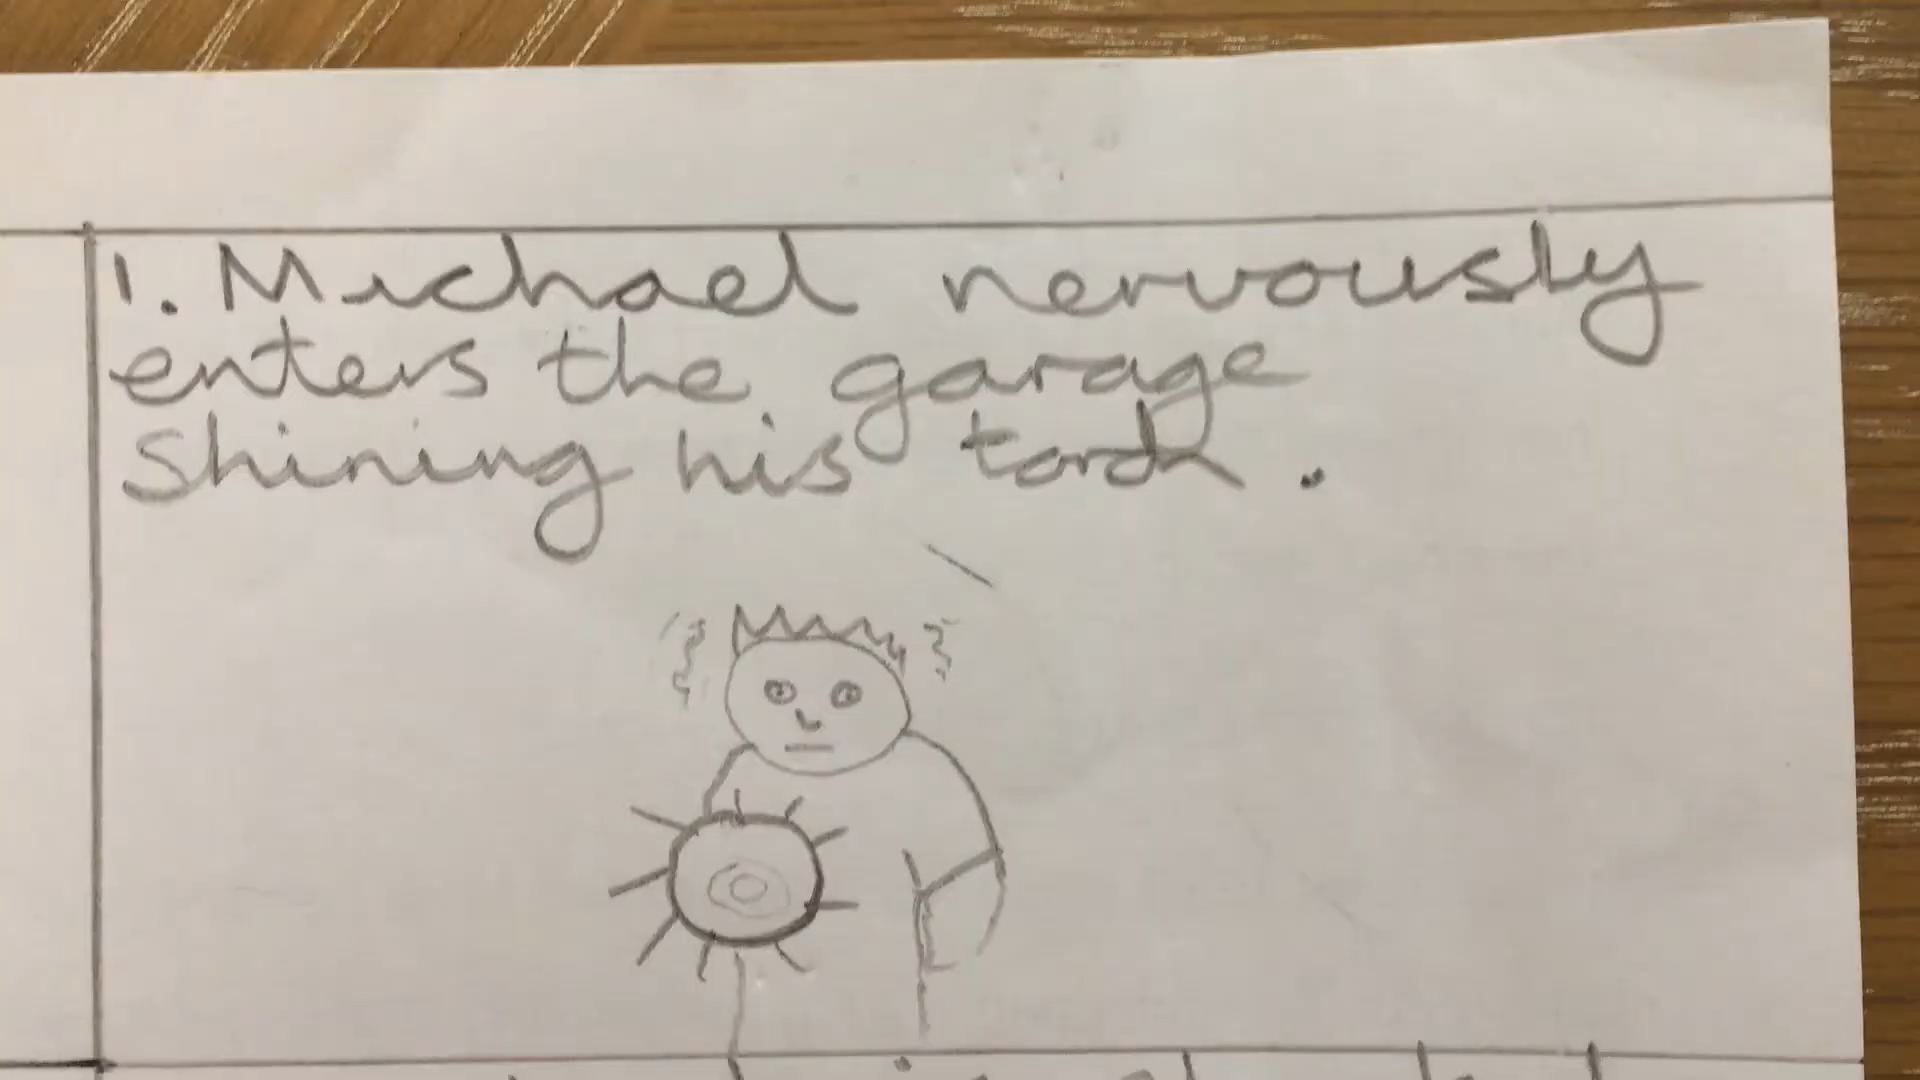 1. Michael nervously
enters the garage
shining his torch.